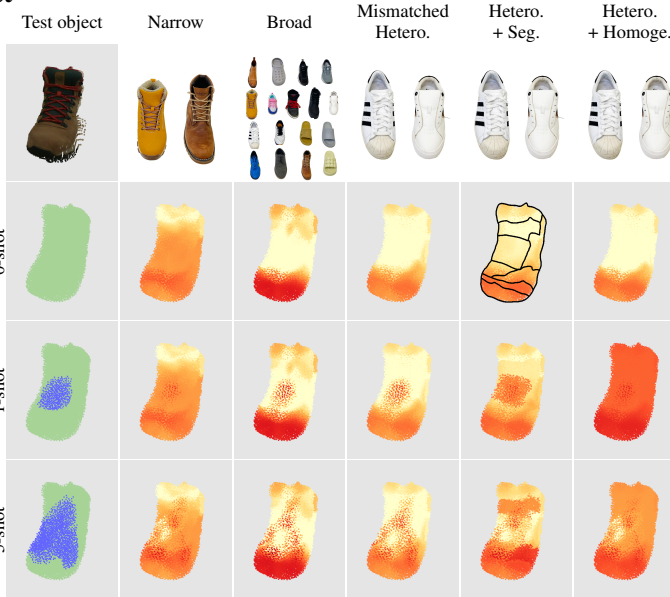 Test object
Narrow
Broad
Mismatched
Hetero.
Hetero.
+ Seg.
Hetero.
+ Homoge.